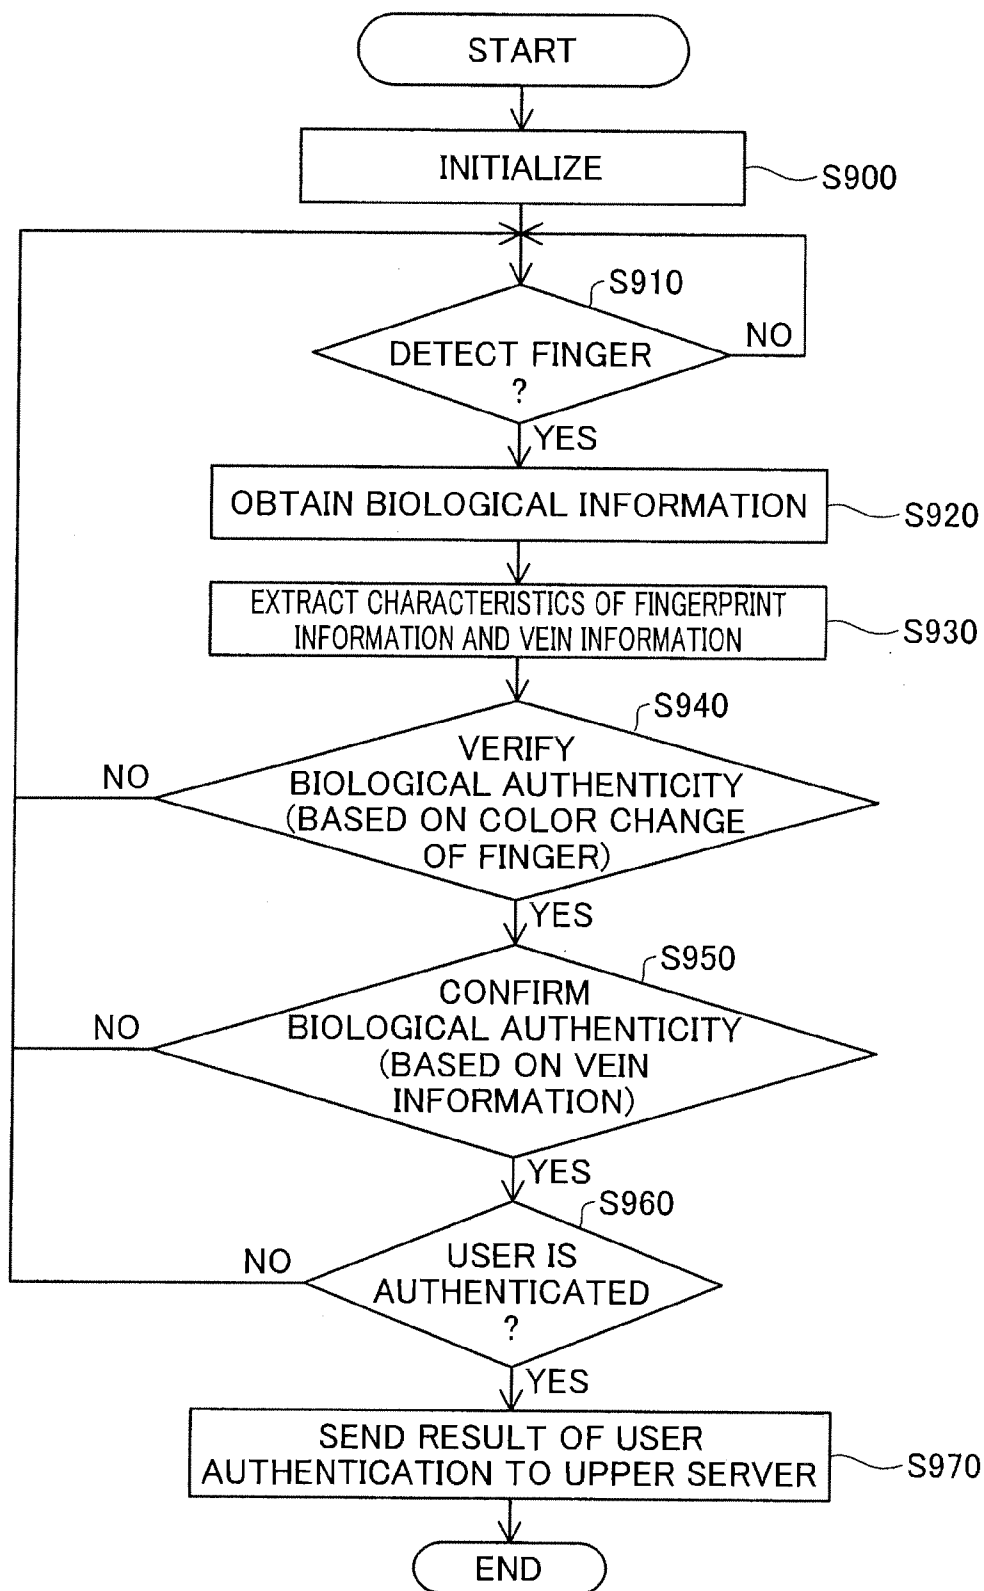 START
INITIALIZE
S900
S910
DETECT FINGER
?
NO
YES
OBTAIN BIOLOGICAL INFORMATION
S920
EXTRACT CHARACTERISTICS OF FINGERPRINT
INFORMATION AND VEIN INFORMATION
S930
S940
VERIFY
BIOLOGICAL AUTHENTICITY
(BASED ON COLOR CHANGE
OF FINGER)
NO
YES
S950
CONFIRM
BIOLOGICAL AUTHENTICITY
(BASED ON VEIN
INFORMATION)
NO
YES
S960
USER IS
AUTHENTICATED
?
NO
YES
SEND RESULT OF USER
AUTHENTICATION TO UPPER SERVER
S970
END